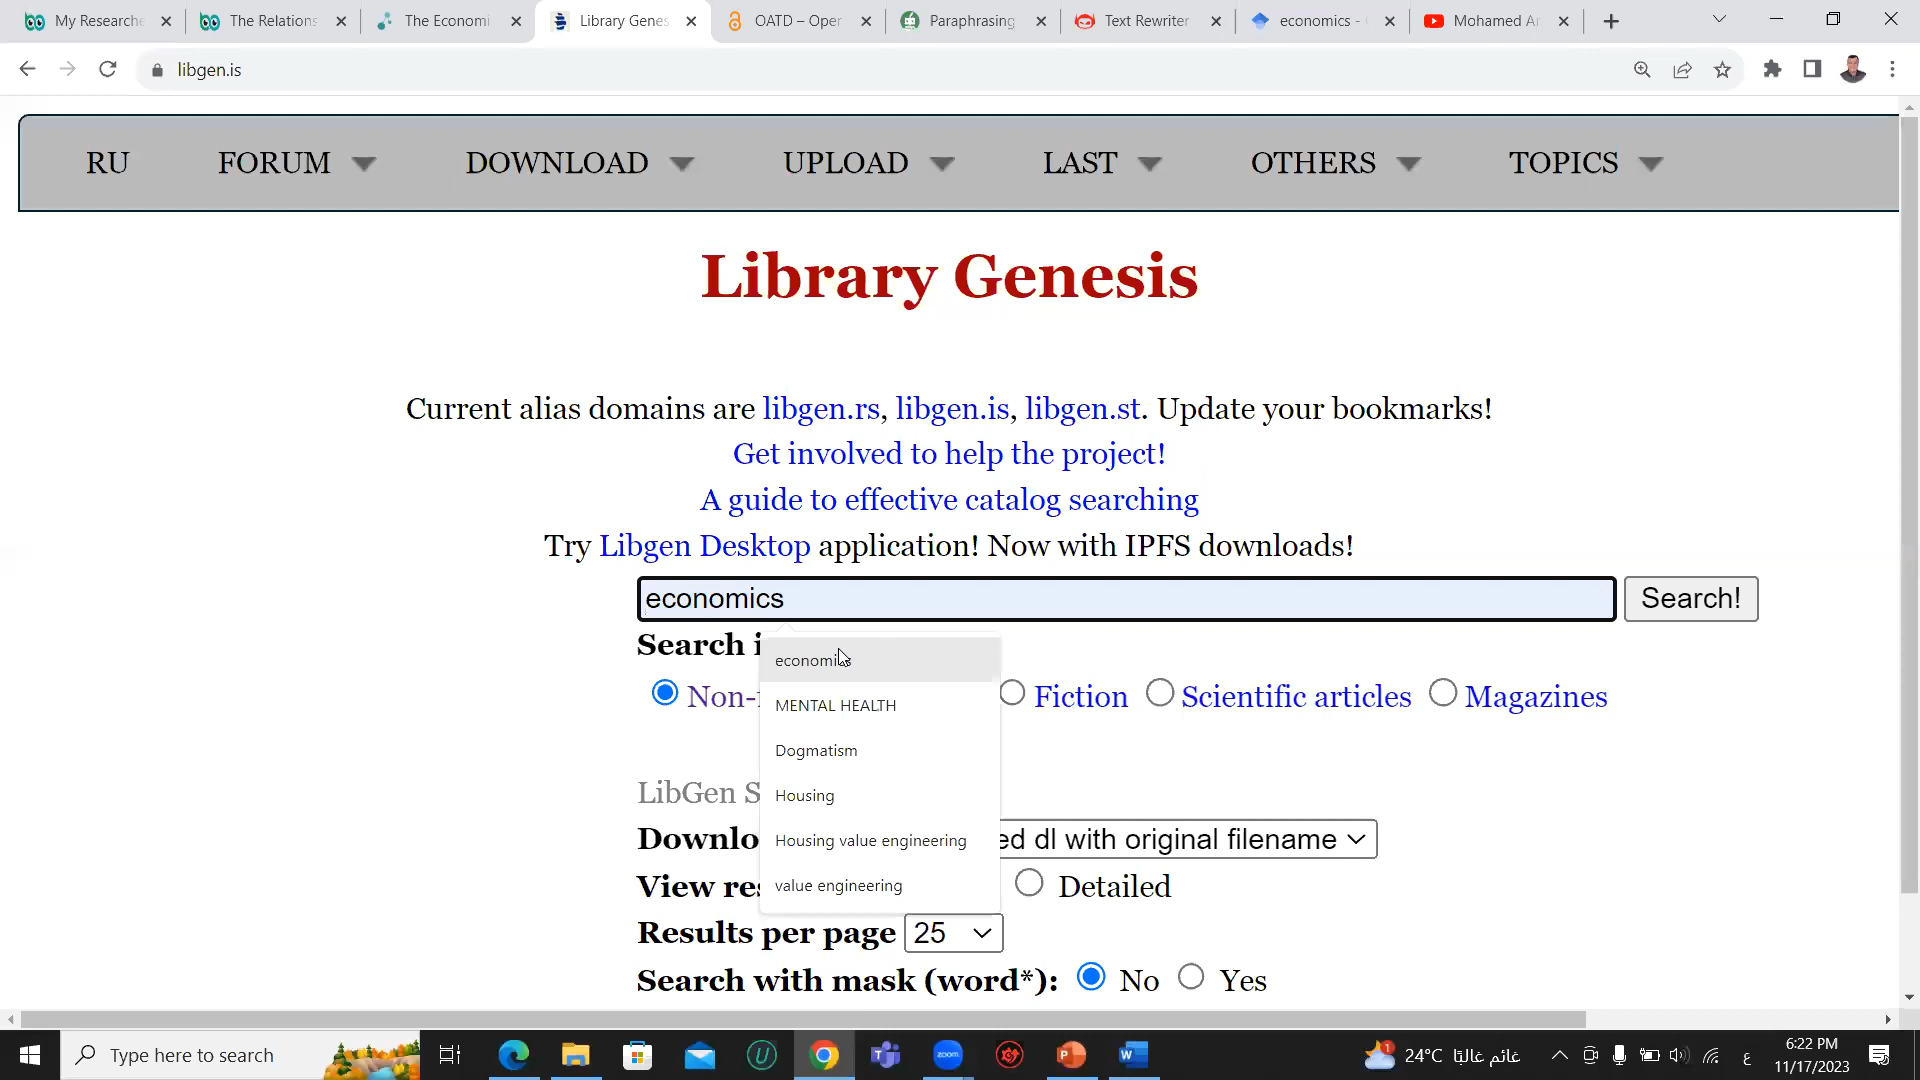 My Researche
The Relations
The Economi
Library Genes
OATD – Oper
Paraphrasing
Text Rewriter
economics -
Mohamed Ar
libgen.is
RU FORUM DOWNLOAD UPLOAD LAST OTHERS TOPICS
Library Genesis
Current alias domains are libgen.rs, libgen.is, libgen.st. Update your bookmarks!
Get involved to help the project!
A guide to effective catalog searching
Try Libgen Desktop application! Now with IPFS downloads!
economics Search!
Search i
economics
Non-f Fiction Scientific articles Magazines
MENTAL HEALTH
Dogmatism
LibGen S
Housing
Downlo ed dl with original filename
Housing value engineering
View res Detailed
value engineering
Results per page 25
Search with mask (word*): No Yes
Type here to search
zoom
24°C غائم غالبًا
ع
6:22 PM
11/17/2023